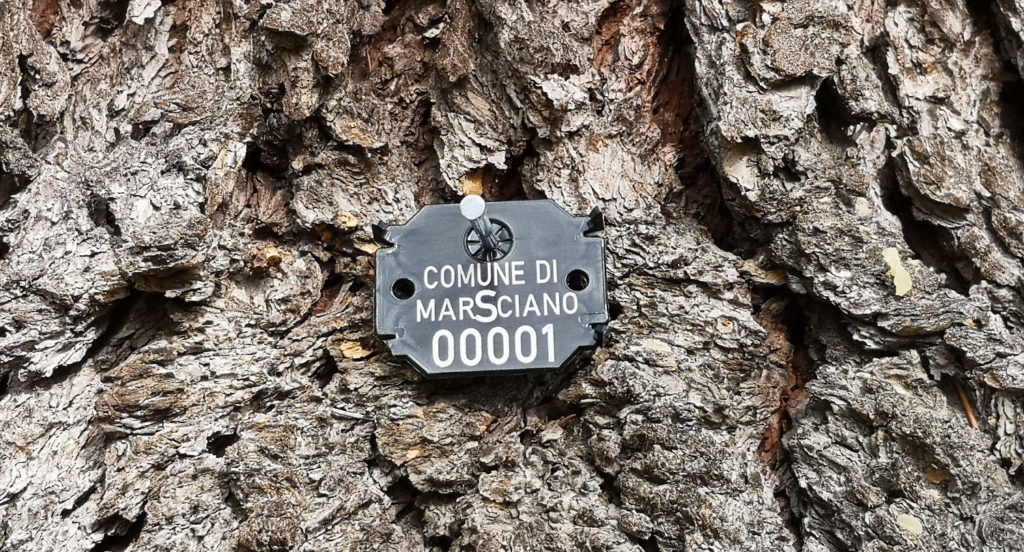 COMUNE DI
MARSCIANO
00001